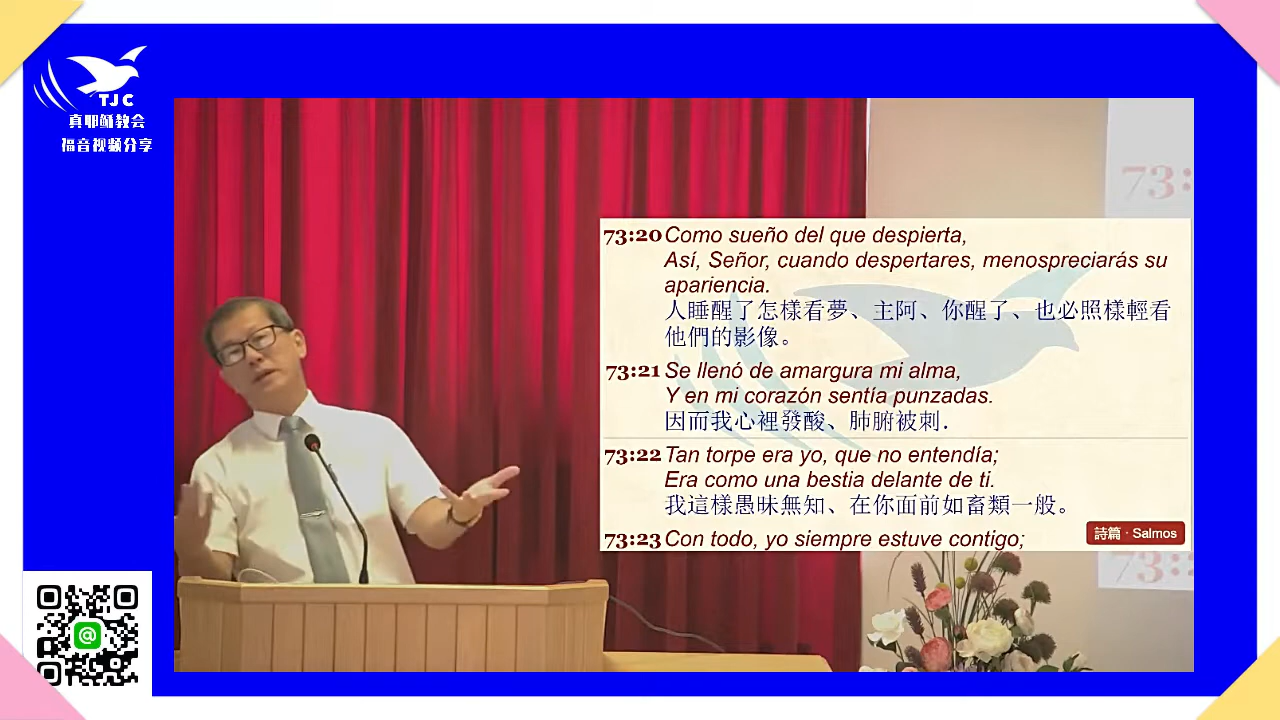 TJC
真耶稣教会
福音视频分享
73:
73:20 Como sueño del que despierta,
Así, Señor, cuando despertares, menospreciarás su
apariencia.
人睡醒了怎樣看夢、主阿、你醒了、也必照樣輕看
他們的影像。
73:21 Se llenó de amargura mi alma,
Y en mi corazón sentía punzadas.
因而我心裡發酸、肺腑被刺.
73:22 Tan torpe era yo, que no entendía;
Era como una bestia delante de ti.
我這樣愚昧無知、在你面前如畜類一般。
73:23 Con todo, yo siempre estuve contigo;
詩篇 · Salmos
73:2
@